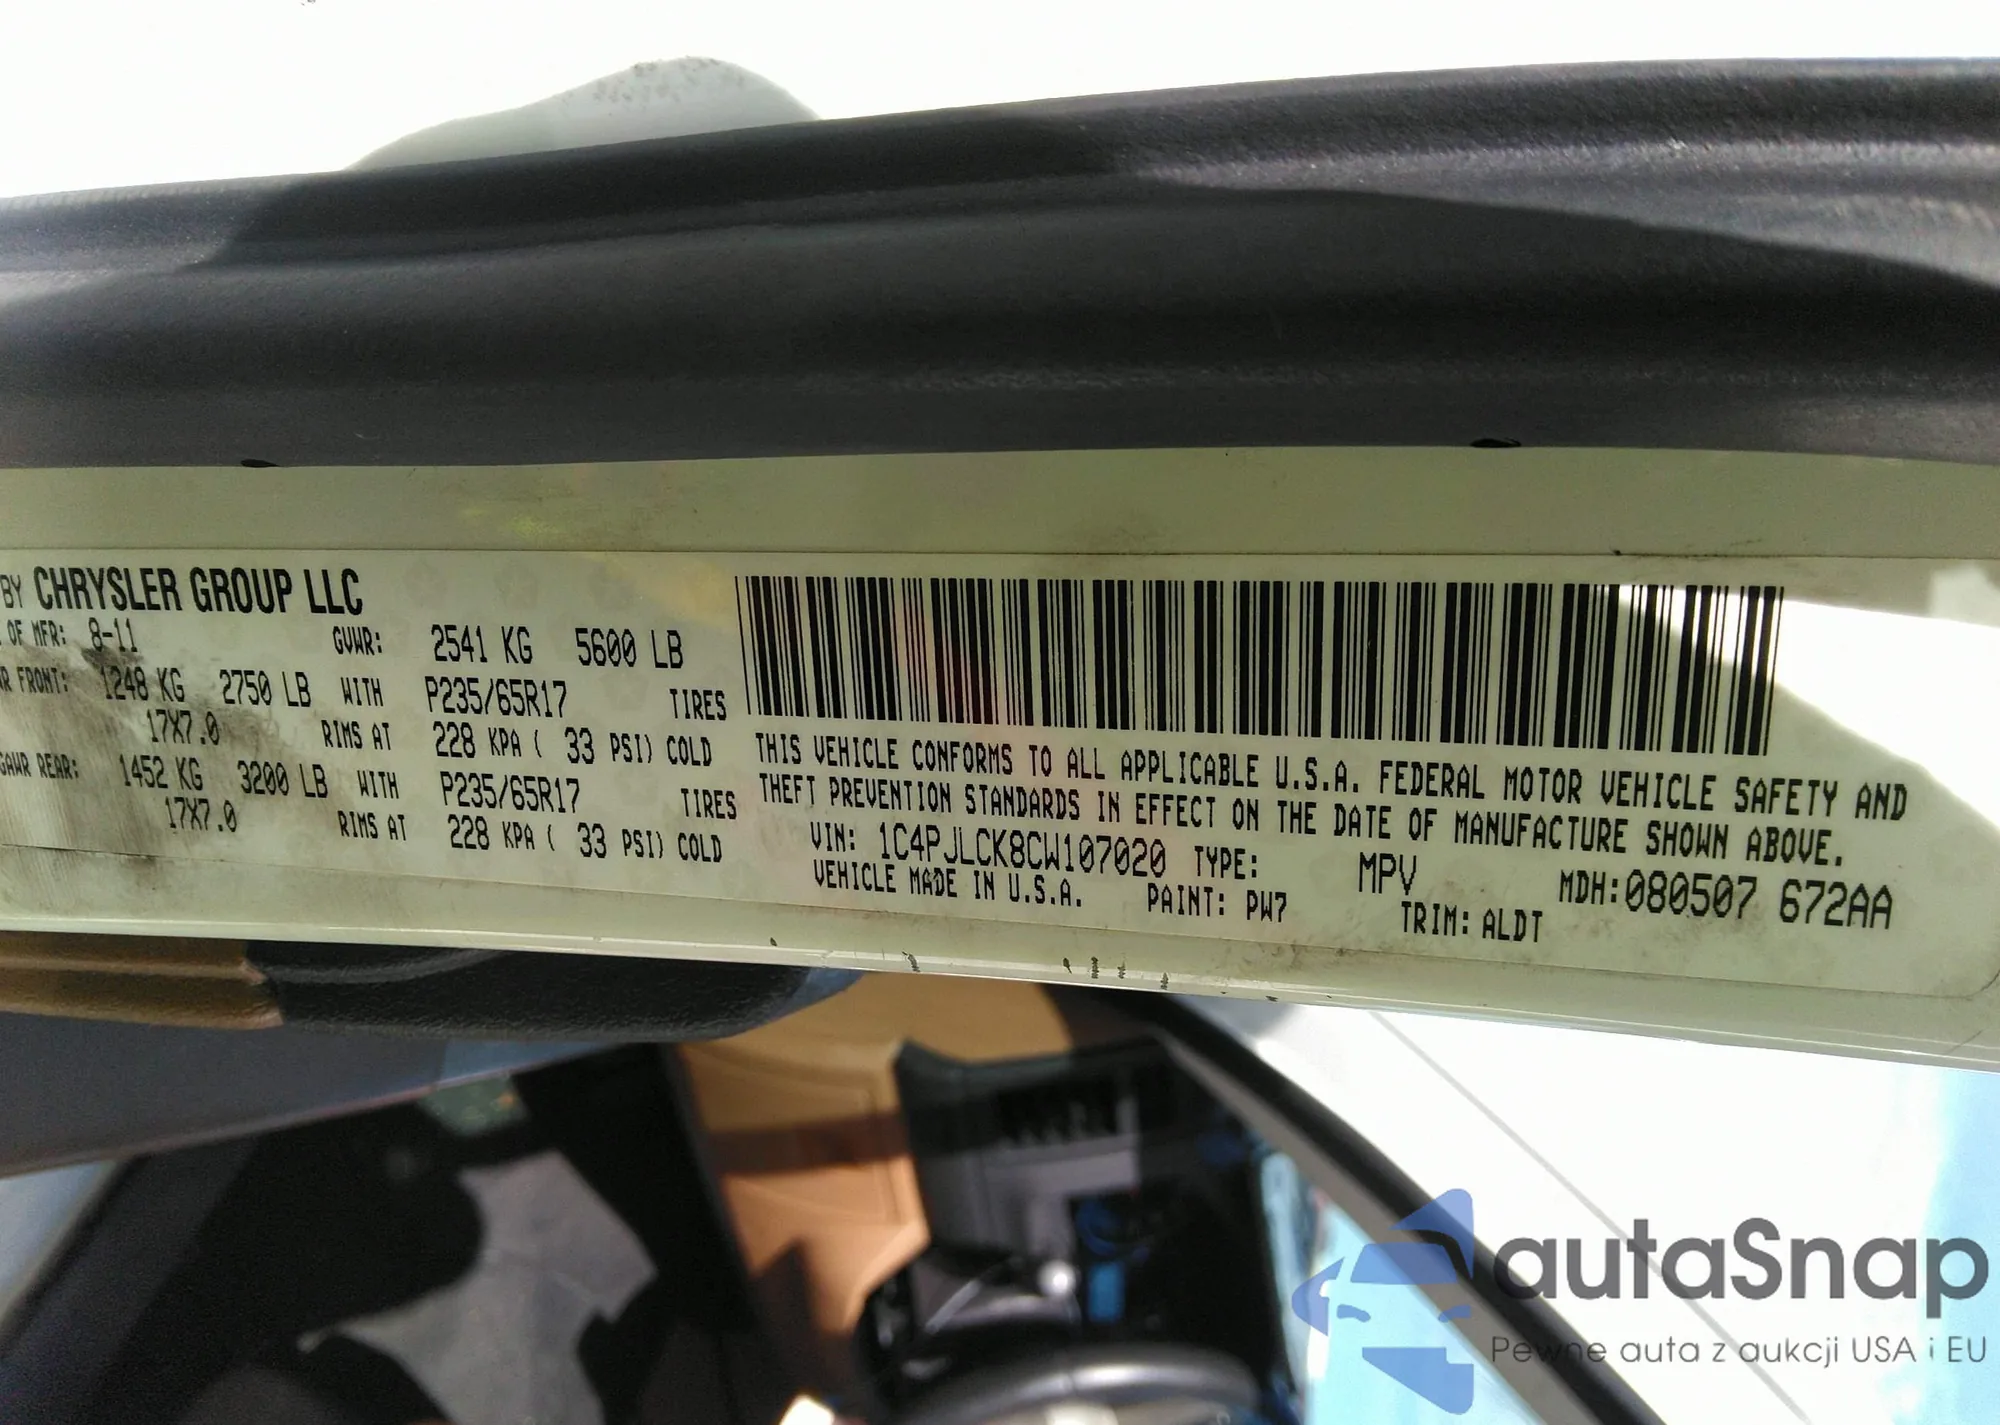 BY CHRYSLER GROUP LLC
OF MFR: 8-11 GVWR: 2541 KG 5600 LB
R FRONT: 1248 KG 2750 LB WITH P235/65R17 TIRES
17X7.0 RIMS AT 228 KPA ( 33 PSI) COLD
GAWR REAR: 1452 KG 3200 LB WITH P235/65R17 TIRES
17X7.0 RIMS AT 228 KPA ( 33 PSI) COLD
THIS VEHICLE CONFORMS TO ALL APPLICABLE U.S.A. FEDERAL MOTOR VEHICLE SAFETY AND
THEFT PREVENTION STANDARDS IN EFFECT ON THE DATE OF MANUFACTURE SHOWN ABOVE.
VIN: 1C4PJLCK8CW107020 TYPE: MPV MDH:080507 672AA
VEHICLE MADE IN U.S.A. PAINT: PW7 TRIM: ALDT
autaSnap
Pewne auta z aukcji USA i EU